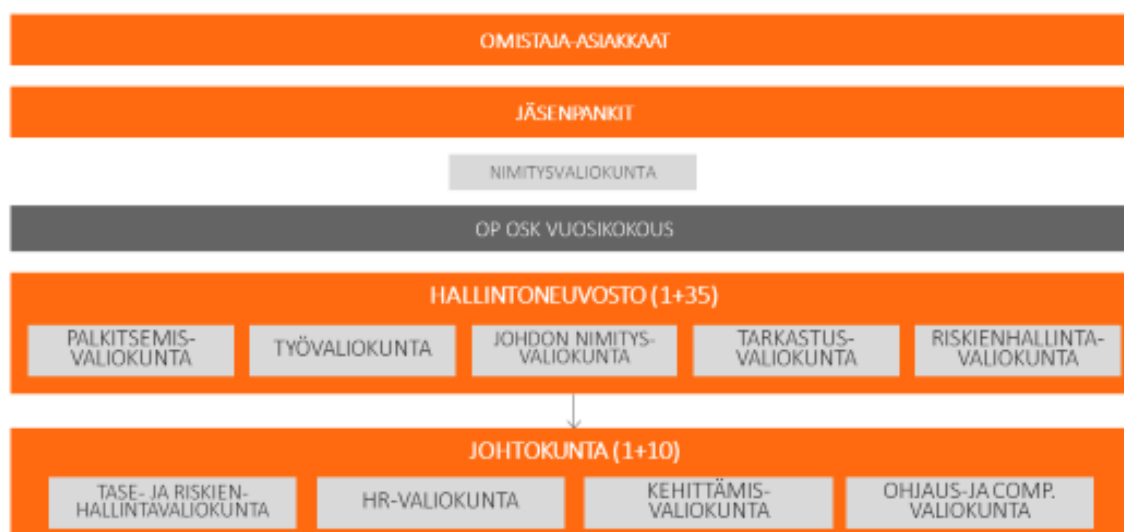 OMISTAJA-ASIAKKAAT
JÄSENPANKIT
NIMITYSVALIOKUNTA
OP OSK VUOSIKOKOUS
HALLINTONEUVOSTO (1+35)
PALKITSEMIS-
VALIOKUNTA
TYÖVALIOKUNTA
JOHDON NIMITYS-
VALIOKUNTA
TARKASTUS-
VALIOKUNTA
RISKIENHALLINTA-
VALIOKUNTA
JOHTOKUNTA (1+10)
TASE- JA RISKIEN-
HALLINTAVALIOKUNTA
HR-VALIOKUNTA
KEHITTÄMIS-
VALIOKUNTA
OHJAUS-JA COMP.
VALIOKUNTA